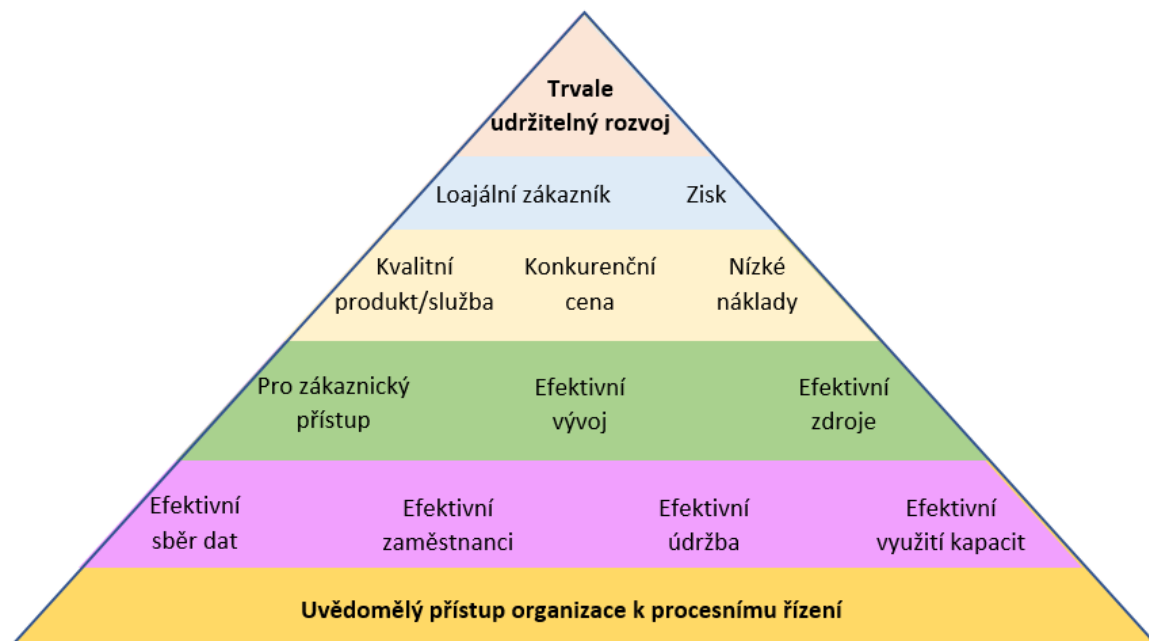 Trvale
udržitelný rozvoj
Loajální zákazník
Zisk
Kvalitní
produkt/služba
Konkurenční
cena
Nízké
náklady
Pro zákaznický
přístup
Efektivní
vývoj
Efektivní
zdroje
Efektivní
sběr dat
Efektivní
zaměstnanci
Efektivní
údržba
Efektivní
využití kapacit
Uvědomělý přístup organizace k procesnímu řízení